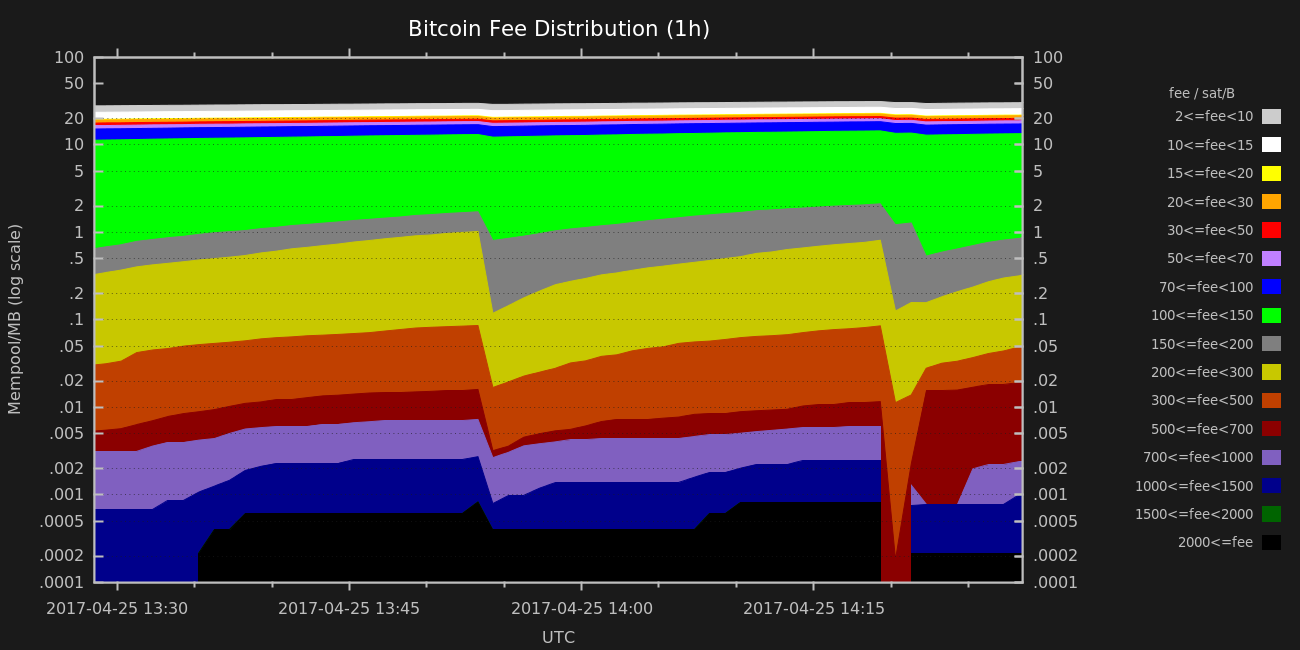 Bitcoin Fee Distribution (1h)
fee / sat/B
2<=fee<10
10<=fee<15
15<=fee<20
20<=fee<30
30<=fee<50
50<=fee<70
70<=fee<100
100<=fee<150
150<=fee<200
200<=fee<300
300<=fee<500
500<=fee<700
700<=fee<1000
1000<=fee<1500
1500<=fee<2000
2000<=fee
Mempool/MB (log scale)
100 100
50 50
20 20
10 10
5 5
2 2
1 1
.5 .5
.2 .2
.1 .1
.05 .05
.02 .02
.01 .01
.005 .005
.002 .002
.001 .001
.0005 .0005
.0002 .0002
.0001 .0001
2017-04-25 13:30 2017-04-25 13:45 2017-04-25 14:00 2017-04-25 14:15
UTC